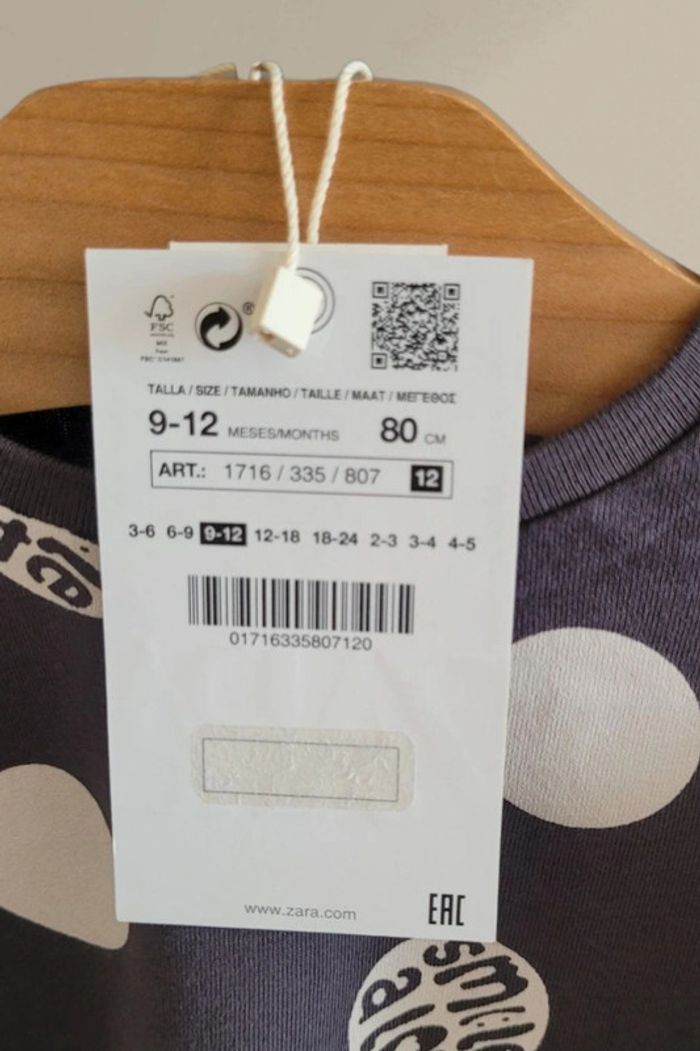 FSC
MIX
®
TALLA / SIZE / TAMANHO / TAILLE / MAAT / ΜΕΓΕΘΟΣ
9-12 MESES/MONTHS 80 CM
ART.: 1716 / 335 / 807 12
3-6 6-9 9-12 12-18 18-24 2-3 3-4 4-5
01716335807120
www.zara.com EAC